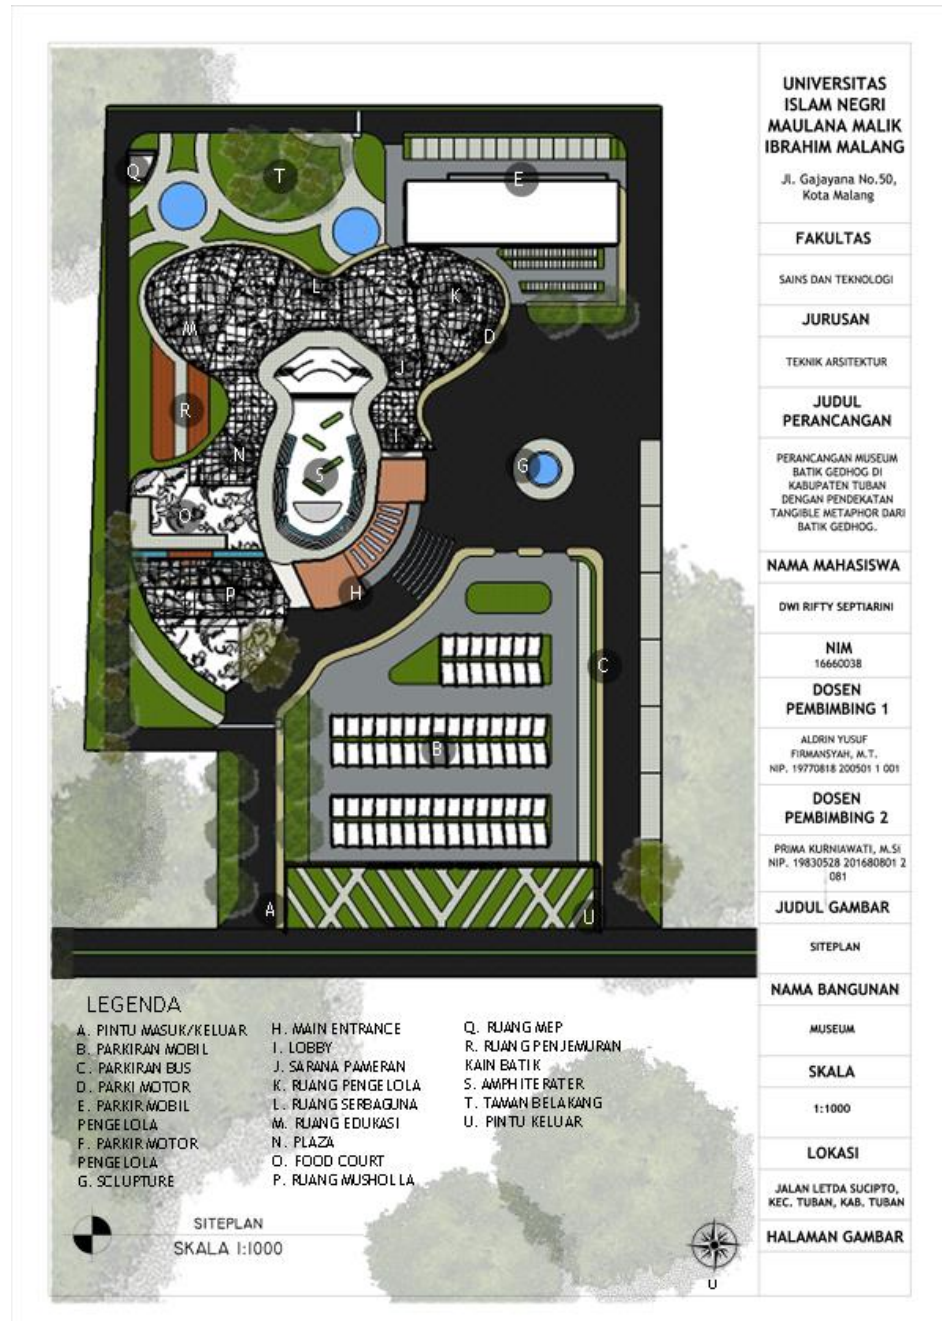 Q
T
E
L
K
M
D
J
R
I
N
G
S
O
P
H
C
B
A
U
LEGENDA
A. PINTU MASUK/KELUAR
B. PARKIRAN MOBIL
C. PARKIRAN BUS
D. PARKI MOTOR
E. PARKIR MOBIL
PENGELOLA
F. PARKIR MOTOR
PENGELOLA
G. SCLUPTURE
H. MAIN ENTRANCE
I. LOBBY
J. SARANA PAMERAN
K. RUANG PENGELOLA
L. RUANG SERBAGUNA
M. RUANG EDUKASI
N. PLAZA
O. FOOD COURT
P. RUANG MUSHOLLA
Q. RUANG MEP
R. RUANG PENJEMURAN
KAIN BATIK
S. AMPHITERATER
T. TAMAN BELAKANG
U. PINTU KELUAR
SITEPLAN
SKALA 1:1000
U
UNIVERSITAS
ISLAM NEGRI
MAULANA MALIK
IBRAHIM MALANG
Jl. Gajayana No.50,
Kota Malang
FAKULTAS
SAINS DAN TEKNOLOGI
JURUSAN
TEKNIK ARSITEKTUR
JUDUL
PERANCANGAN
PERANCANGAN MUSEUM
BATIK GEDHOG DI
KABUPATEN TUBAN
DENGAN PENDEKATAN
TANGIBLE METAPHOR DARI
BATIK GEDHOG.
NAMA MAHASISWA
DWI RIFTY SEPTIARINI
NIM
16660038
DOSEN
PEMBIMBING 1
ALDRIN YUSUF
FIRMANSYAH, M.T.
NIP. 19770818 200501 1 001
DOSEN
PEMBIMBING 2
PRIMA KURNIAWATI, M.Si
NIP. 19830528 201680801 2
081
JUDUL GAMBAR
SITEPLAN
NAMA BANGUNAN
MUSEUM
SKALA
1:1000
LOKASI
JALAN LETDA SUCIPTO,
KEC. TUBAN, KAB. TUBAN
HALAMAN GAMBAR